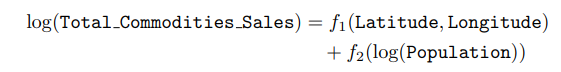 log(Total_Commodities_Sales) = f₁(Latitude, Longitude)
+ f₂(log(Population))